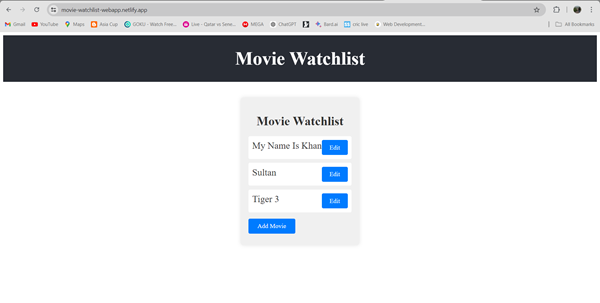 movie-watchlist-webapp.netlify.app
Gmail YouTube Maps Asia Cup GOKU - Watch Free... Live - Qatar vs Sene... MEGA ChatGPT Bard.ai cric live Web Development... All Bookmarks
Movie Watchlist
Movie Watchlist
My Name Is Khan Edit
Sultan Edit
Tiger 3 Edit
Add Movie